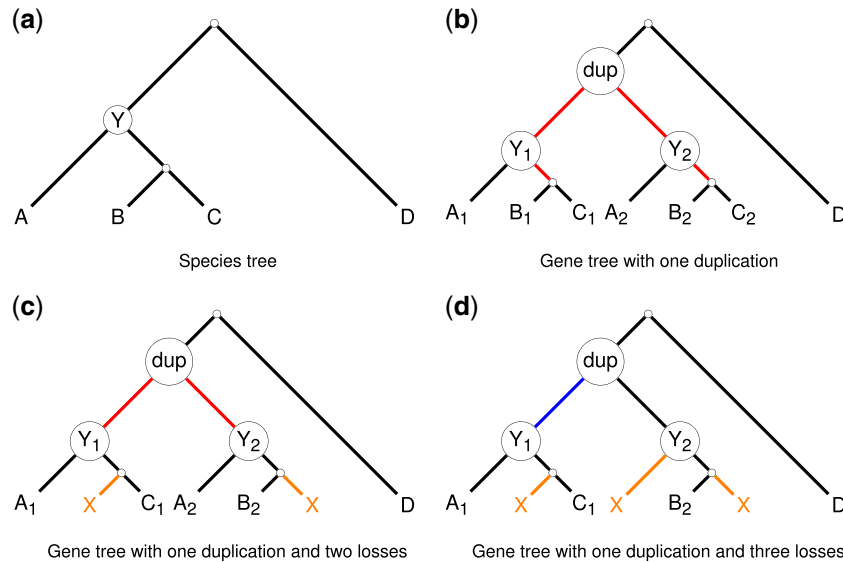 (a)
Y
A
B
C
D
Species tree
(b)
dup
Y1
Y2
A1
B1
C1
A2
B2
C2
D
Gene tree with one duplication
(c)
dup
Y1
Y2
A1
X
C1
A2
B2
X
D
Gene tree with one duplication and two losses
(d)
dup
Y1
Y2
A1
X
C1
X
B2
X
D
Gene tree with one duplication and three losses